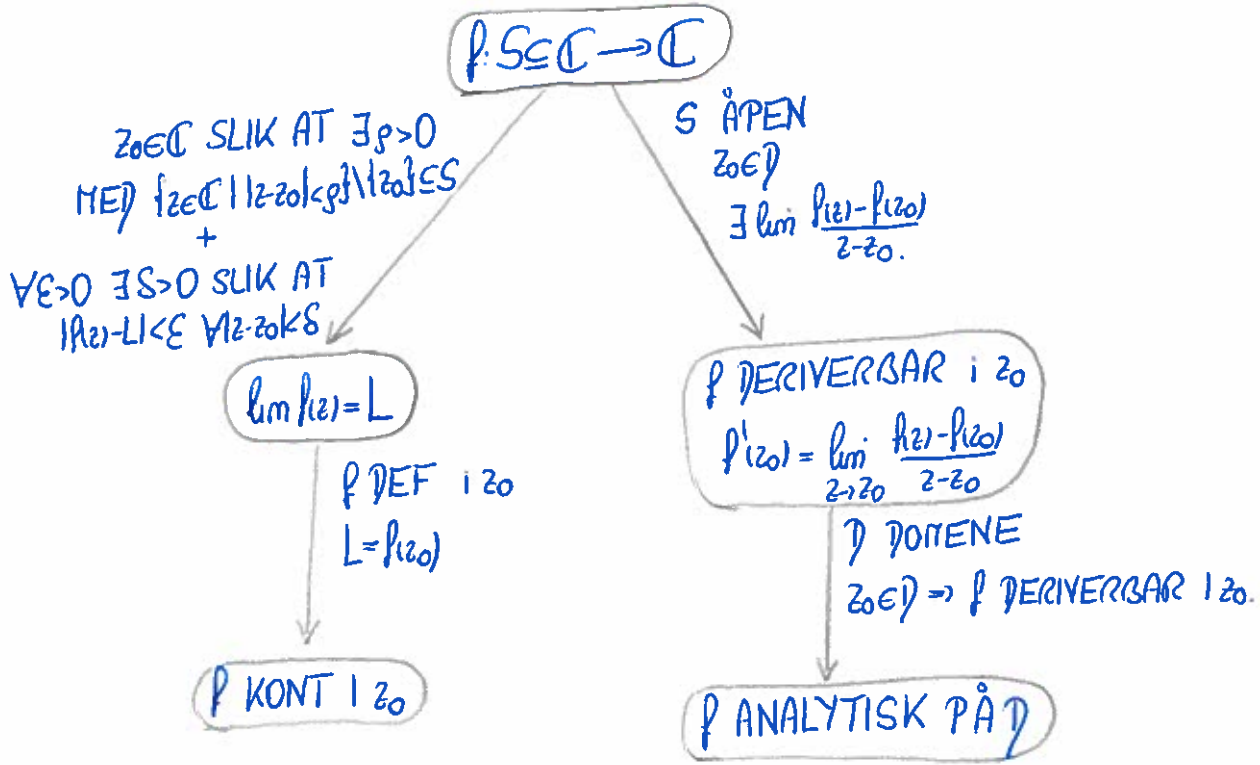 f: S⊆ℂ→ℂ
z₀∈ℂ SLIK AT ∃ρ>0
MED {z∈ℂ | |z-z₀|<ρ}\{z₀}⊆S
+
∀ε>0 ∃δ>0 SLIK AT
|f(z)-L|<ε ∀|z-z₀|<δ
S ÅPEN
z₀∈D
∃ lim f(z)-f(z₀)
z-z₀.
lim f(z) = L
f DEF i z₀
L=f(z₀)
f KONT I z₀
f DERIVERBAR i z₀
f'(z₀) = lim f(z)-f(z₀)
z→z₀ z-z₀
D DOMENE
z₀∈D ⇒ f DERIVERBAR I z₀.
f ANALYTISK PÅ D